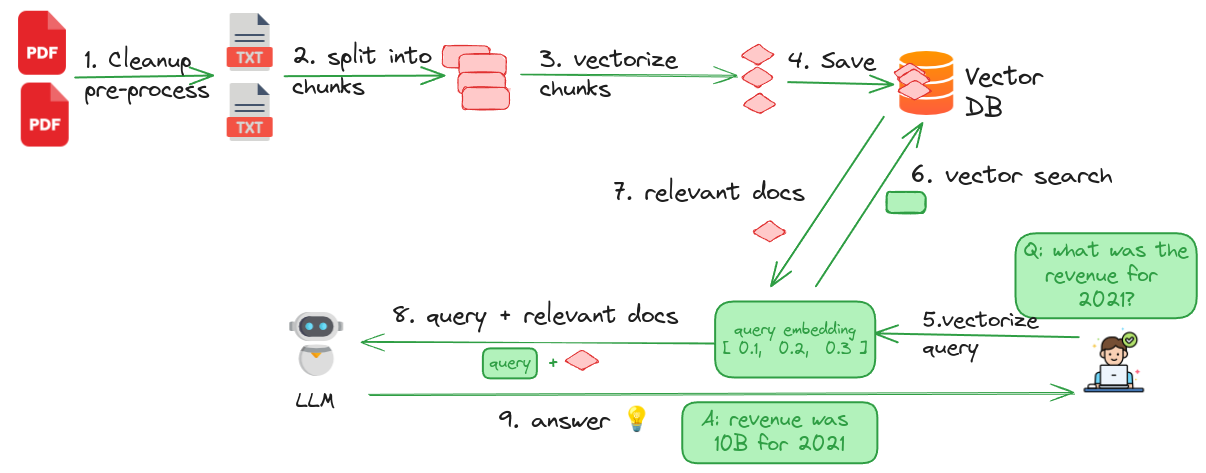 PDF
PDF
1. Cleanup
pre-process
TXT
TXT
2. split into
chunks
3. vectorize
chunks
4. Save
Vector
DB
7. relevant docs
6. vector search
Q: what was the
revenue for
2021?
5.vectorize
query
query embedding
[ 0.1, 0.2, 0.3 ]
8. query + relevant docs
query +
LLM
9. answer
A: revenue was
10B for 2021